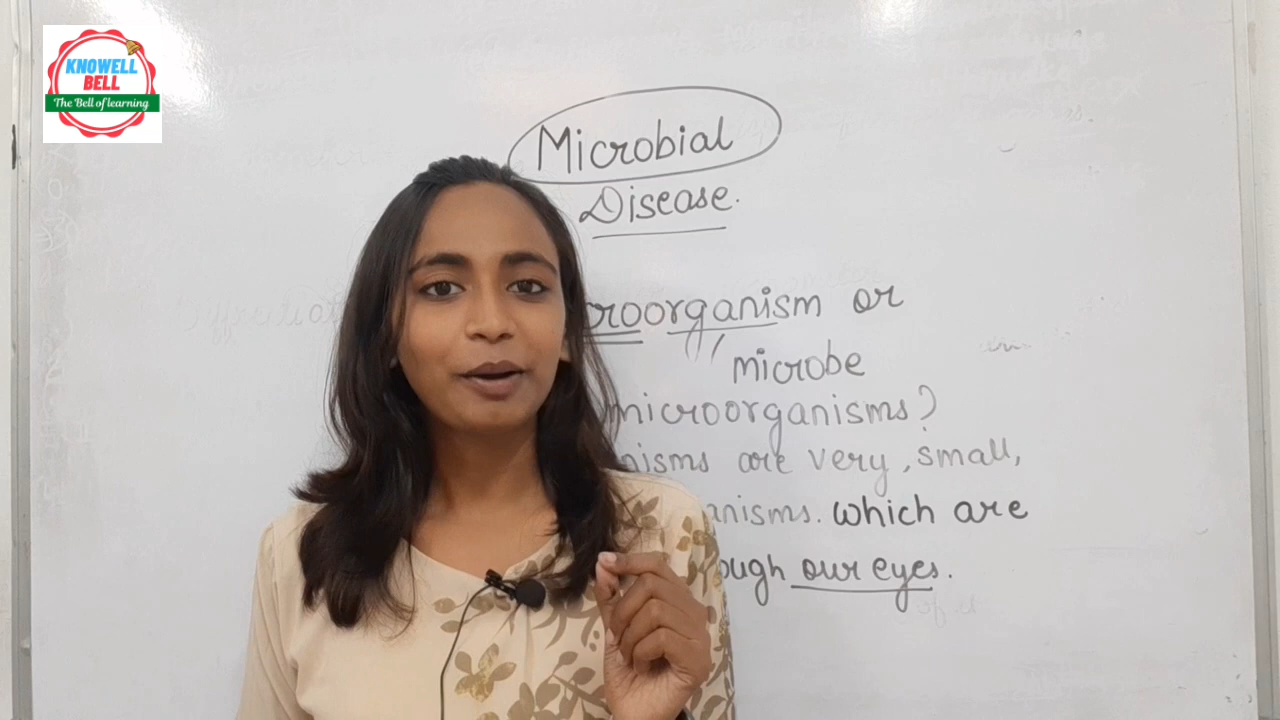 KNOWELL
BELL
The Bell of learning
Microbial
Disease.
roorganism or
microbe
microorganisms?
nisms are very, small,
anisms. which are
ough our eyes.